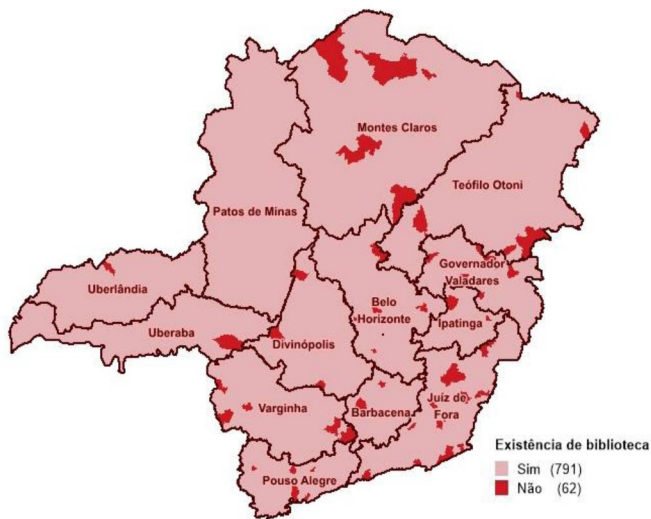 Montes Claros
Teófilo Otoni
Patos de Minas
Governador
Valadares
Uberlândia
Belo
Horizonte
Ipatinga
Uberaba
Divinópolis
Juíz de
Fora
Varginha
Barbacena
Pouso Alegre
Existência de biblioteca
Sim (791)
Não (62)